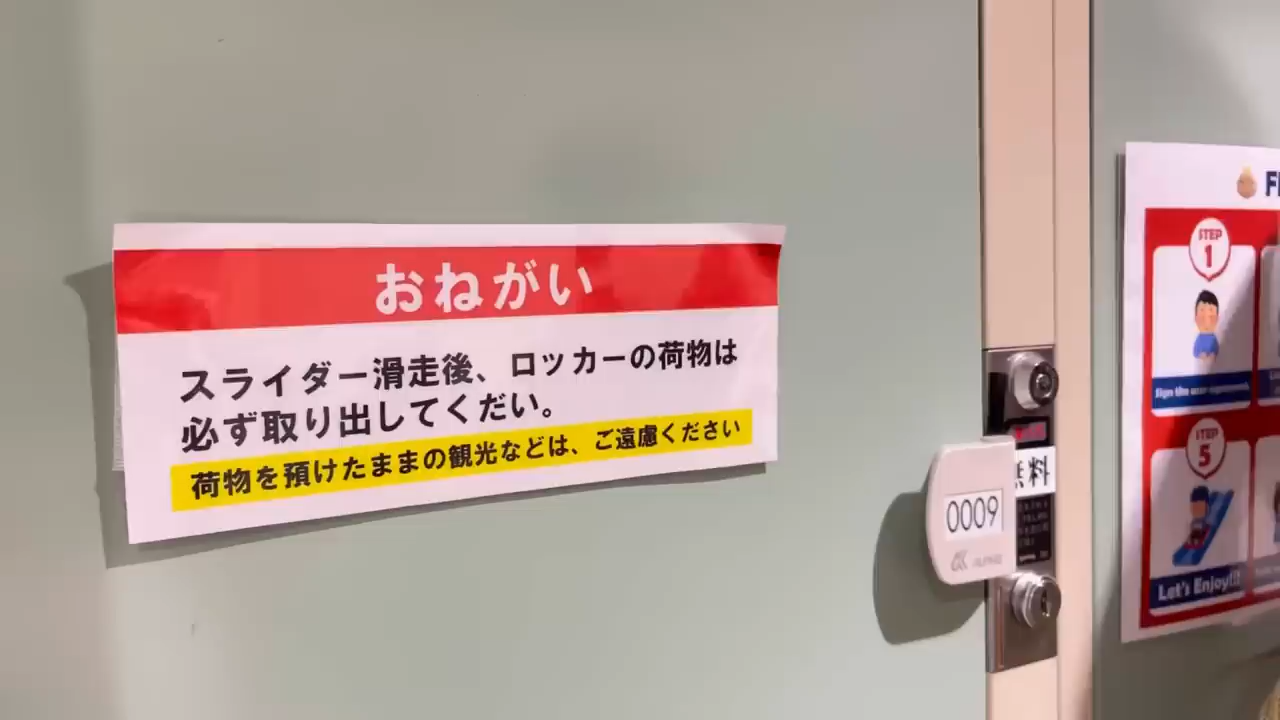 おねがい
スライダー滑走後、ロッカーの荷物は
必ず取り出してくだい。
荷物を預けたままの観光などは、ご遠慮ください
無料
0009
ALPHA
STEP
1
STEP
5
Let's Enjoy!!